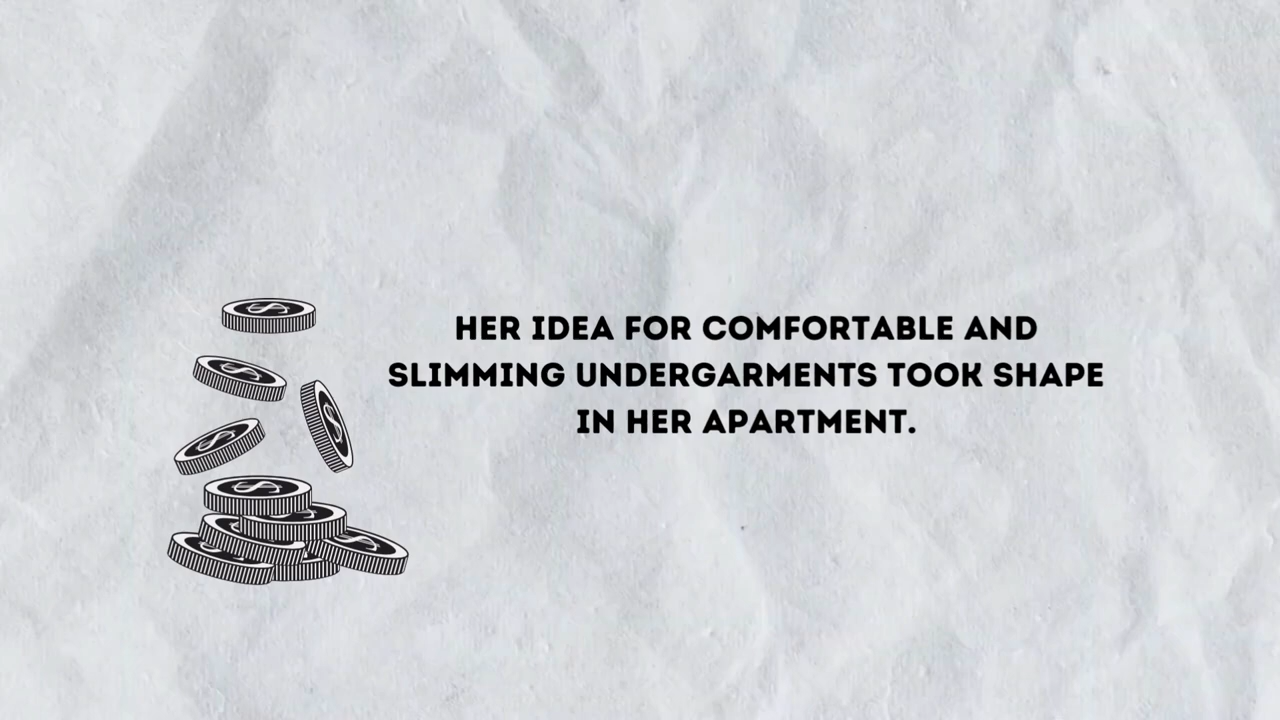 HER IDEA FOR COMFORTABLE AND
SLIMMING UNDERGARMENTS TOOK SHAPE
IN HER APARTMENT.